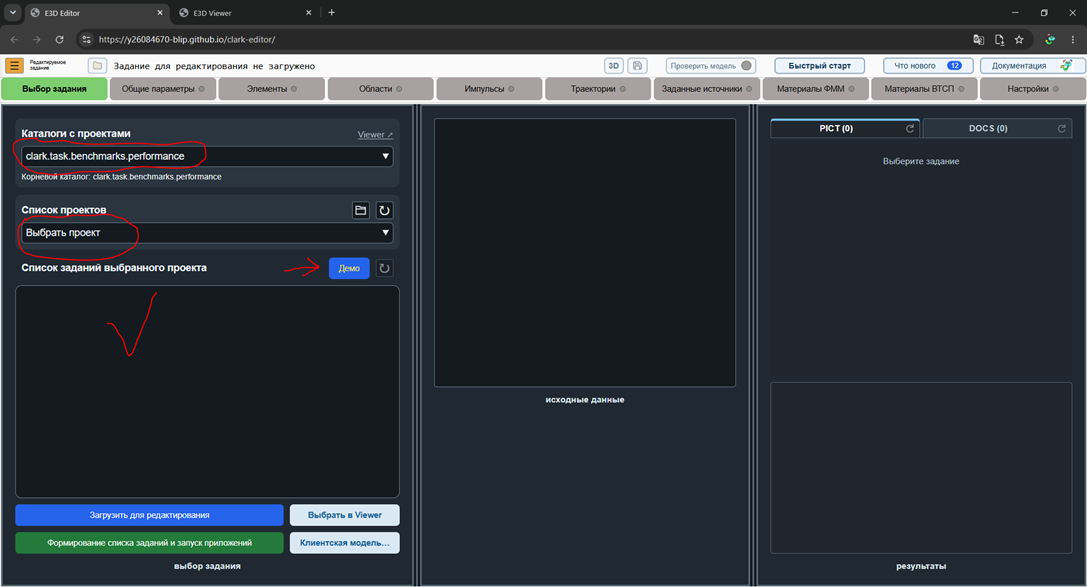 E3D Editor
E3D Viewer
https://y26084670-blip.github.io/clark-editor/
Редактируемое задание
Задание для редактирования не загружено
3D
Проверить модель
Быстрый старт
Что нового 12
Документация
Выбор задания
Общие параметры
Элементы
Области
Импульсы
Траектории
Заданные источники
Материалы ФММ
Материалы ВТСП
Настройки
Каталоги с проектами
Viewer
clark.task.benchmarks.performance
Корневой каталог: clark.task.benchmarks.performance
Список проектов
Выбрать проект
Список заданий выбранного проекта
Демо
Загрузить для редактирования
Выбрать в Viewer
Формирование списка заданий и запуск приложений
Клиентская модель...
выбор задания
исходные данные
PICT (0)
DOCS (0)
Выберите задание
результаты